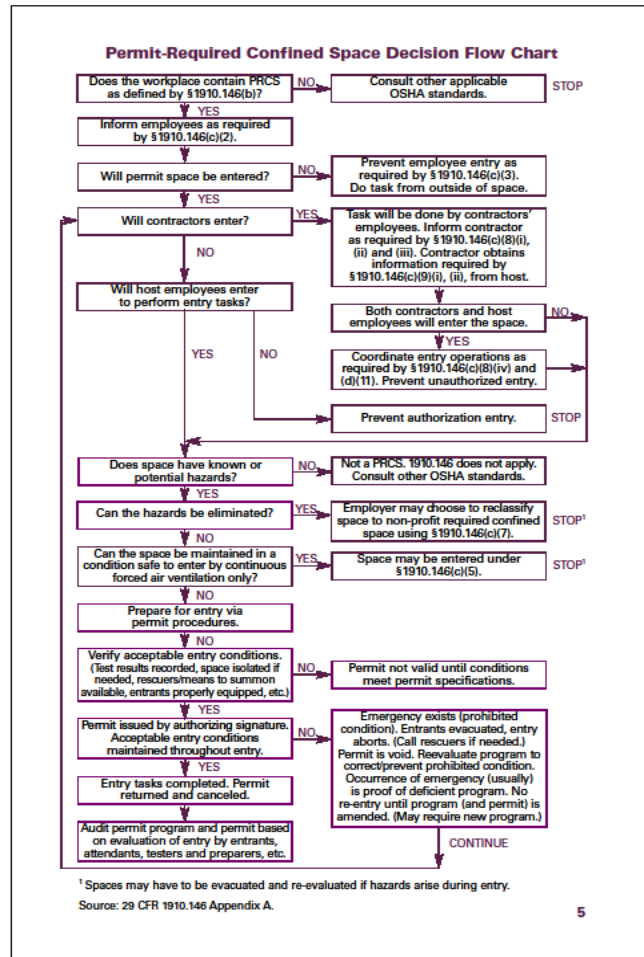 Permit-Required Confined Space Decision Flow Chart
Does the workplace contain PRCS
as defined by §1910.146(b)?
NO
Consult other applicable
OSHA standards.
STOP
YES
Inform employees as required
by §1910.146(c)(2).
Will permit space be entered?
NO
Prevent employee entry as
required by §1910.146(c)(3).
Do task from outside of space.
YES
Will contractors enter?
YES
Task will be done by contractors'
employees. Inform contractor
as required by §1910.146(c)(8)(i),
(ii) and (iii). Contractor obtains
information required by
§1910.146(c)(9)(i), (ii), from host.
NO
Will host employees enter
to perform entry tasks?
Both contractors and host
employees will enter the space.
NO
YES
NO
YES
Coordinate entry operations as
required by §1910.146(c)(8)(iv) and
(d)(11). Prevent unauthorized entry.
Prevent authorization entry.
STOP
Does space have known or
potential hazards?
NO
Not a PRCS. 1910.146 does not apply.
Consult other OSHA standards.
YES
Can the hazards be eliminated?
YES
Employer may choose to reclassify
space to non-profit required confined
space using §1910.146(c)(7).
STOP¹
NO
Can the space be maintained in a
condition safe to enter by continuous
forced air ventilation only?
YES
Space may be entered under
§1910.146(c)(5).
STOP¹
NO
Prepare for entry via
permit procedures.
NO
Verify acceptable entry conditions.
(Test results recorded, space isolated if
needed, rescuers/means to summon
available, entrants properly equipped, etc.)
NO
Permit not valid until conditions
meet permit specifications.
YES
Permit issued by authorizing signature.
Acceptable entry conditions
maintained throughout entry.
NO
Emergency exists (prohibited
condition). Entrants evacuated, entry
aborts. (Call rescuers if needed.)
Permit is void. Reevaluate program to
correct/prevent prohibited condition.
Occurrence of emergency (usually)
is proof of deficient program. No
re-entry until program (and permit) is
amended. (May require new program.)
YES
Entry tasks completed. Permit
returned and canceled.
Audit permit program and permit based
on evaluation of entry by entrants,
attendants, testers and preparers, etc.
CONTINUE
¹ Spaces may have to be evacuated and re-evaluated if hazards arise during entry.
Source: 29 CFR 1910.146 Appendix A.
5